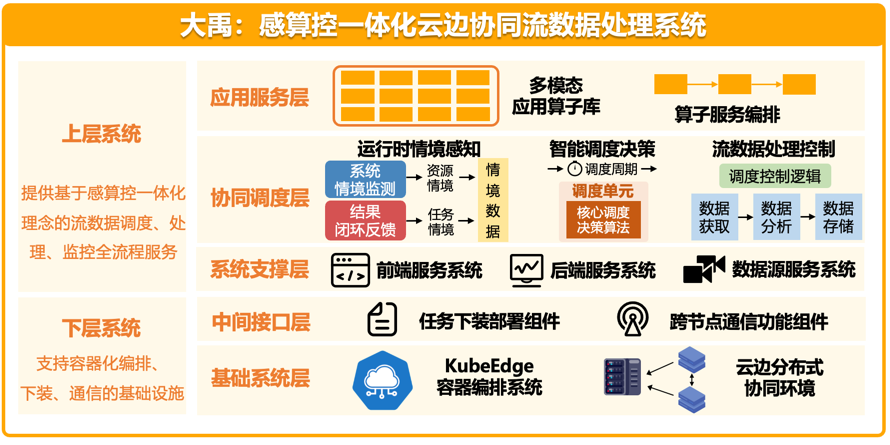 大禹：感算控一体化云边协同流数据处理系统
上层系统
提供基于感算控一体化
理念的流数据调度、处
理、监控全流程服务
应用服务层
多模态
应用算子库
算子服务编排
协同调度层
运行时情境感知
系统
情境监测
资源
情境
结果
闭环反馈
任务
情境
情
境
数
据
智能调度决策
调度周期
调度单元
核心调度
决策算法
流数据处理控制
调度控制逻辑
数据
获取
数据
分析
数据
存储
系统支撑层
前端服务系统
后端服务系统
数据源服务系统
下层系统
支持容器化编排、
下装、通信的基础设施
中间接口层
任务下装部署组件
跨节点通信功能组件
基础系统层
KubeEdge
容器编排系统
云边分布式
协同环境